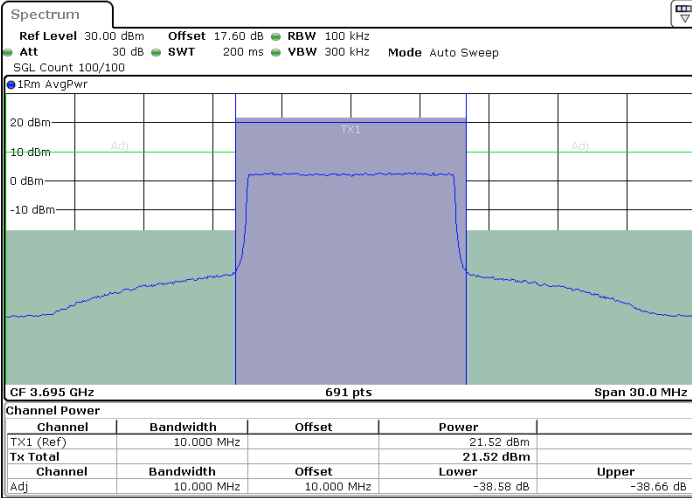 Spectrum
Ref Level 30.00 dBm Offset 17.60 dB RBW 100 kHz
Att 30 dB SWT 200 ms VBW 300 kHz Mode Auto Sweep
SGL Count 100/100
1Rm AvgPwr
20 dBm
TX1
Adj
Adj
10 dBm
0 dBm
-10 dBm
CF 3.695 GHz 691 pts Span 30.0 MHz
Channel Power
Channel Bandwidth Offset Power
TX1 (Ref) 10.000 MHz 21.52 dBm
Tx Total 21.52 dBm
Channel Bandwidth Offset Lower Upper
Adj 10.000 MHz 10.000 MHz -38.58 dB -38.66 dB